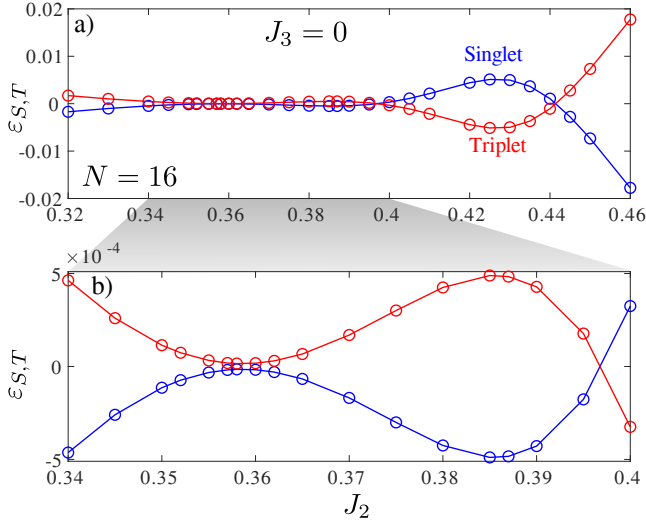 a)
J₃ = 0
0.02
0.01
0
-0.01
-0.02
ε_{S,T}
Singlet
Triplet
N = 16
0.32 0.34 0.36 0.38 0.4 0.42 0.44 0.46
×10⁻⁴
b)
5
0
-5
ε_{S,T}
0.34 0.35 0.36 0.37 0.38 0.39 0.4
J₂